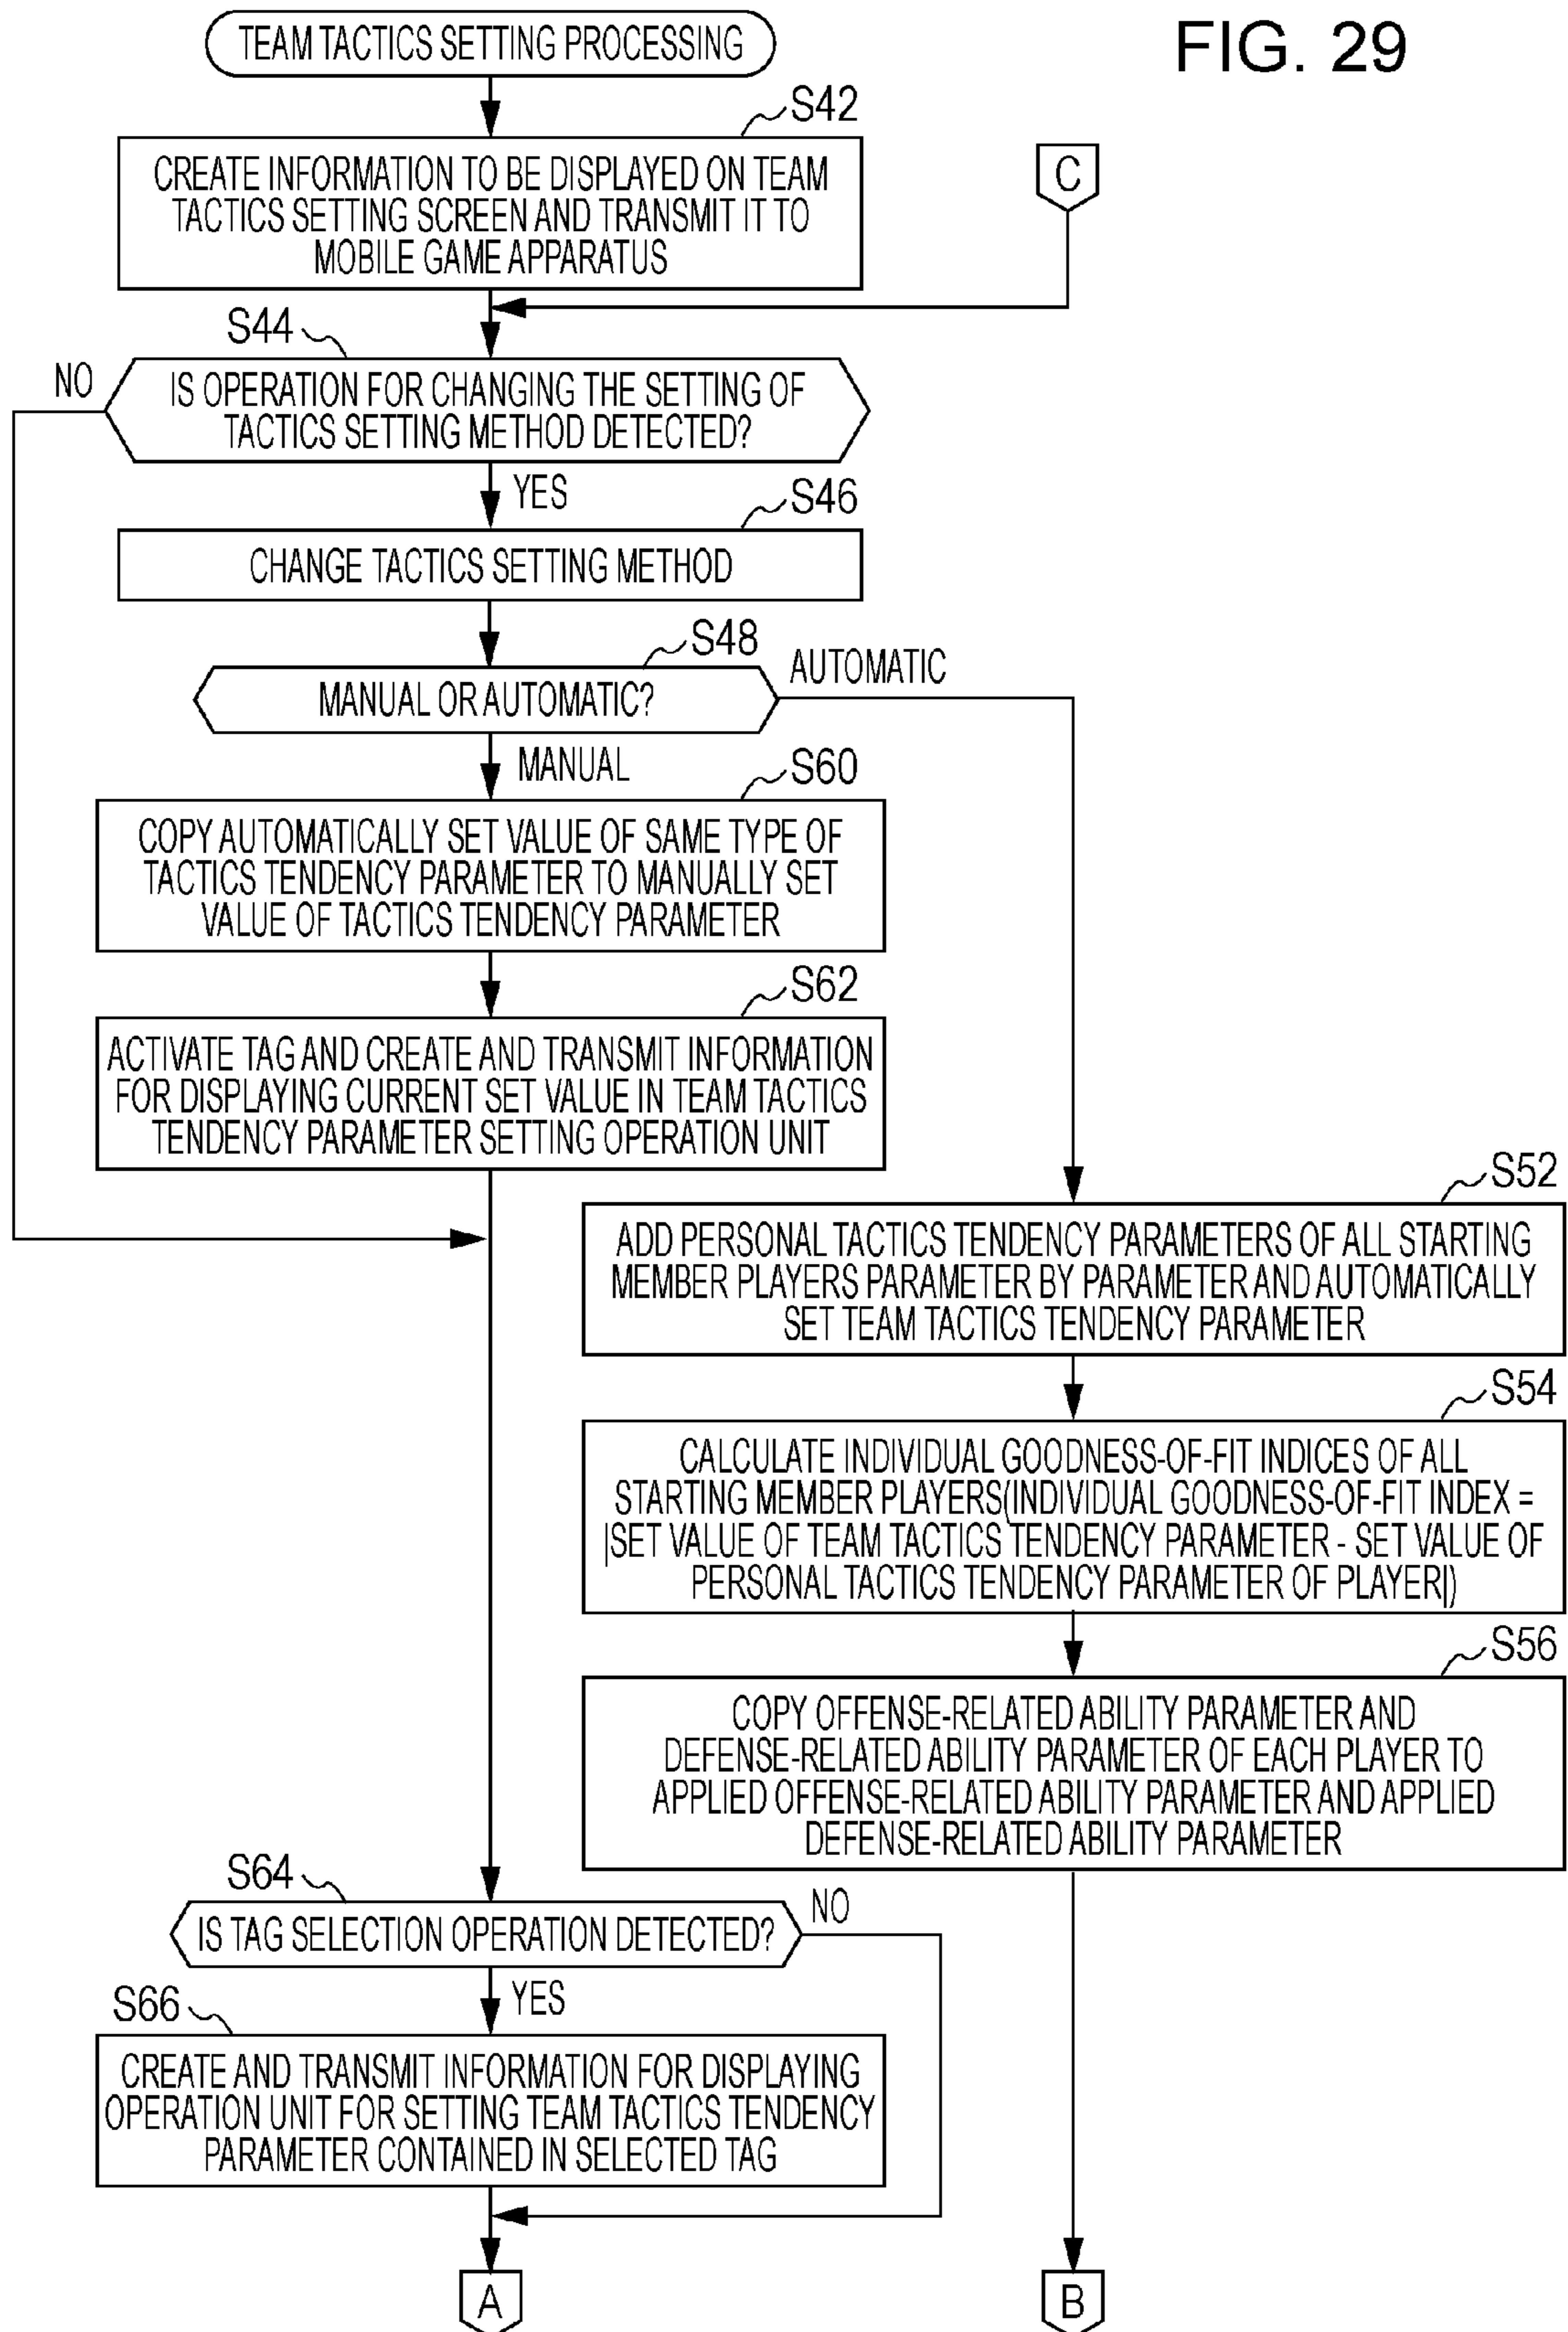 TEAM TACTICS SETTING PROCESSING
FIG. 29
S42
CREATE INFORMATION TO BE DISPLAYED ON TEAM
TACTICS SETTING SCREEN AND TRANSMIT IT TO
MOBILE GAME APPARATUS
C
S44
NO
IS OPERATION FOR CHANGING THE SETTING OF
TACTICS SETTING METHOD DETECTED?
YES
S46
CHANGE TACTICS SETTING METHOD
S48
AUTOMATIC
MANUAL OR AUTOMATIC?
MANUAL
S60
COPY AUTOMATICALLY SET VALUE OF SAME TYPE OF
TACTICS TENDENCY PARAMETER TO MANUALLY SET
VALUE OF TACTICS TENDENCY PARAMETER
S62
ACTIVATE TAG AND CREATE AND TRANSMIT INFORMATION
FOR DISPLAYING CURRENT SET VALUE IN TEAM TACTICS
TENDENCY PARAMETER SETTING OPERATION UNIT
S52
ADD PERSONAL TACTICS TENDENCY PARAMETERS OF ALL STARTING
MEMBER PLAYERS PARAMETER BY PARAMETER AND AUTOMATICALLY
SET TEAM TACTICS TENDENCY PARAMETER
S54
CALCULATE INDIVIDUAL GOODNESS-OF-FIT INDICES OF ALL
STARTING MEMBER PLAYERS(INDIVIDUAL GOODNESS-OF-FIT INDEX =
|SET VALUE OF TEAM TACTICS TENDENCY PARAMETER - SET VALUE OF
PERSONAL TACTICS TENDENCY PARAMETER OF PLAYER|)
S56
COPY OFFENSE-RELATED ABILITY PARAMETER AND
DEFENSE-RELATED ABILITY PARAMETER OF EACH PLAYER TO
APPLIED OFFENSE-RELATED ABILITY PARAMETER AND APPLIED
DEFENSE-RELATED ABILITY PARAMETER
S64
NO
IS TAG SELECTION OPERATION DETECTED?
YES
S66
CREATE AND TRANSMIT INFORMATION FOR DISPLAYING
OPERATION UNIT FOR SETTING TEAM TACTICS TENDENCY
PARAMETER CONTAINED IN SELECTED TAG
A
B